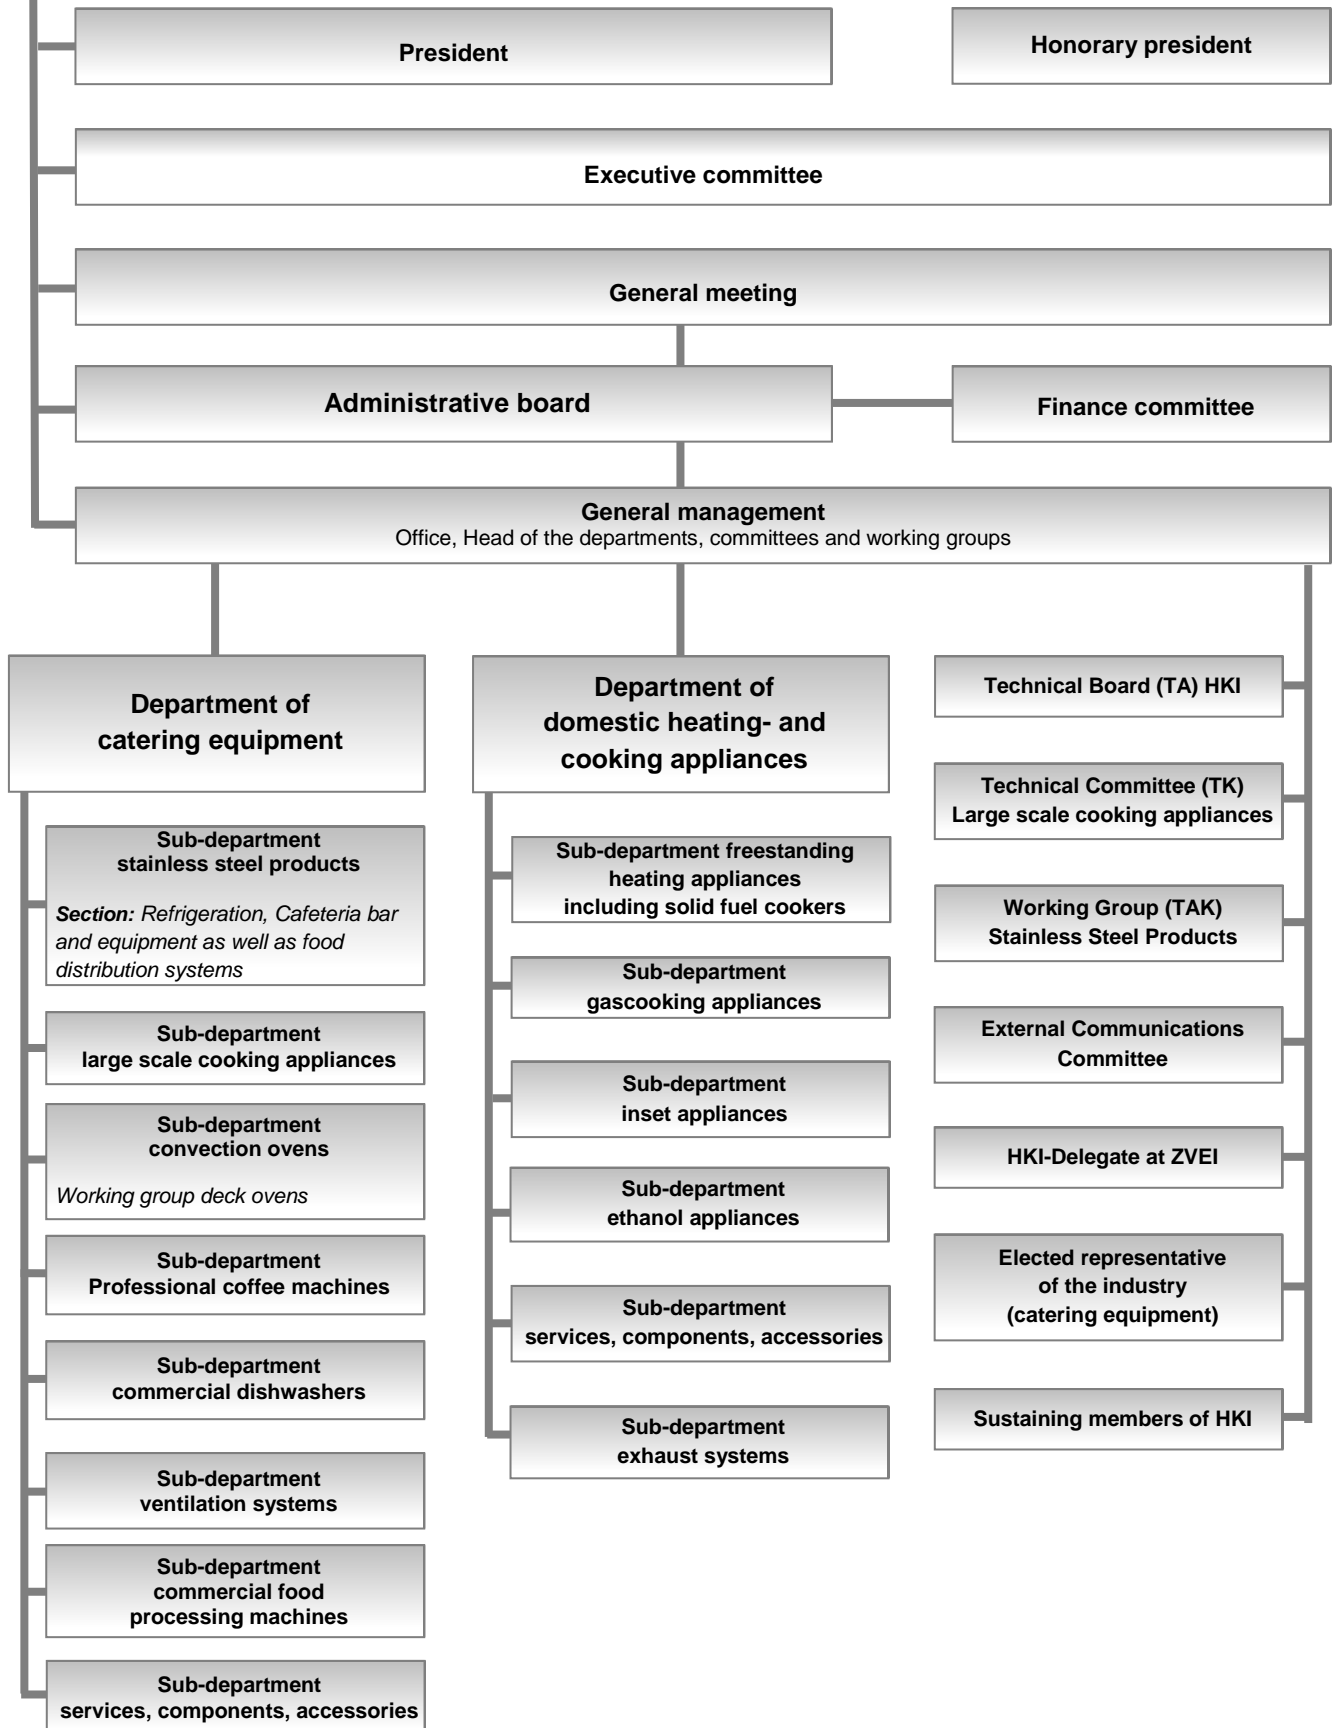 President
Honorary president
Executive committee
General meeting
Administrative board
Finance committee
General management
Office, Head of the departments, committees and working groups
Department of
catering equipment
Sub-department
stainless steel products
Section: Refrigeration, Cafeteria bar
and equipment as well as food
distribution systems
Sub-department
large scale cooking appliances
Sub-department
convection ovens
Working group deck ovens
Sub-department
Professional coffee machines
Sub-department
commercial dishwashers
Sub-department
ventilation systems
Sub-department
commercial food
processing machines
Sub-department
services, components, accessories
Department of
domestic heating- and
cooking appliances
Sub-department freestanding
heating appliances
including solid fuel cookers
Sub-department
gascooking appliances
Sub-department
inset appliances
Sub-department
ethanol appliances
Sub-department
services, components, accessories
Sub-department
exhaust systems
Technical Board (TA) HKI
Technical Committee (TK)
Large scale cooking appliances
Working Group (TAK)
Stainless Steel Products
External Communications
Committee
HKI-Delegate at ZVEI
Elected representative
of the industry
(catering equipment)
Sustaining members of HKI